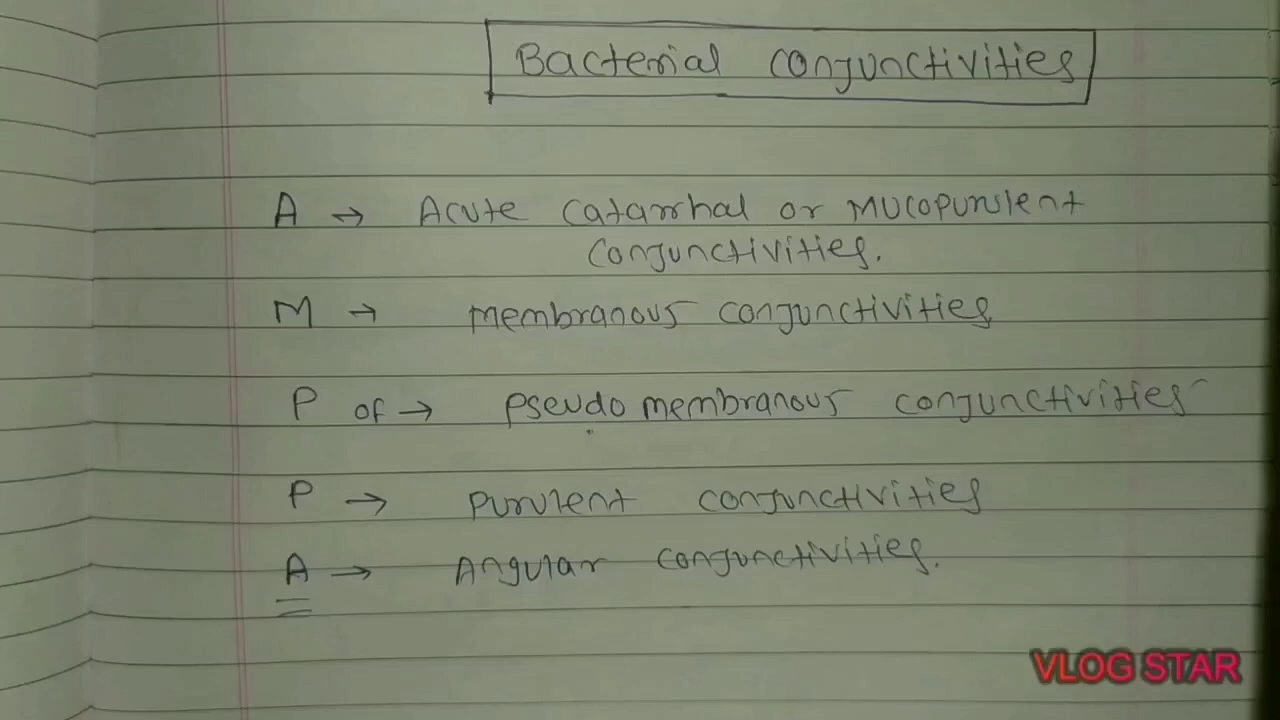 Bacterial conjunctivities
A → Acute catarrhal or Mucopurulent
conjunctivities.
M → membranous conjunctivities
P of → pseudo membranous conjunctivities
P → purulent conjunctivities
A → Angular conjunctivities.
VLOG STAR